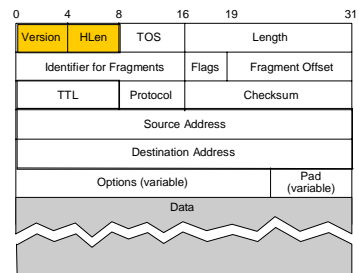 0 4 8 16 19 31
Version HLen TOS Length
Identifier for Fragments Flags Fragment Offset
TTL Protocol Checksum
Source Address
Destination Address
Options (variable) Pad
(variable)
Data